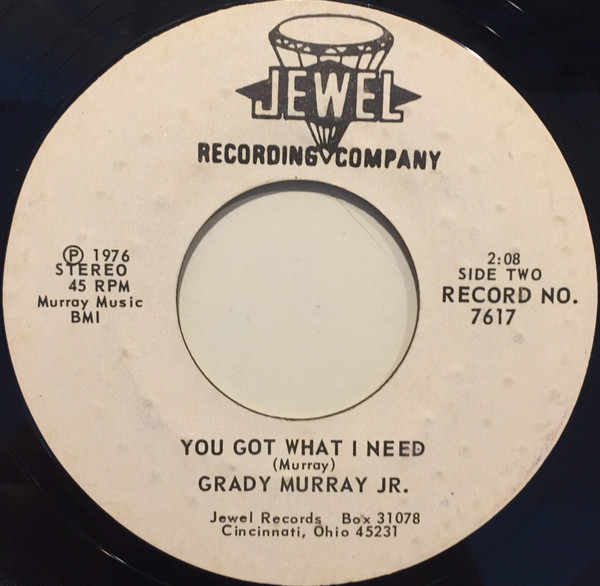 JEWEL
RECORDING COMPANY
℗ 1976
STEREO
45 RPM
Murray Music
BMI
2:08
SIDE TWO
RECORD NO.
7617
YOU GOT WHAT I NEED
(Murray)
GRADY MURRAY JR.
Jewel Records Box 31078
Cincinnati, Ohio 45231